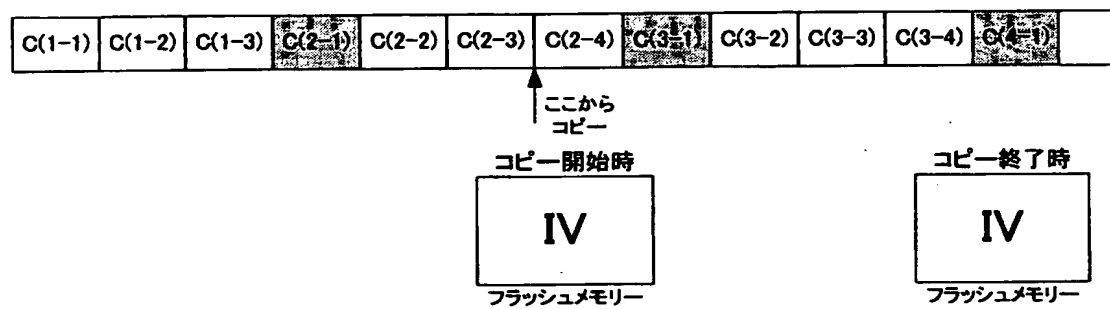 C(1-1) C(1-2) C(1-3) C(2-1) C(2-2) C(2-3) C(2-4) C(3-1) C(3-2) C(3-3) C(3-4) C(4-1)
ここから
コピー
コピー開始時
IV
フラッシュメモリー
コピー終了時
IV
フラッシュメモリー